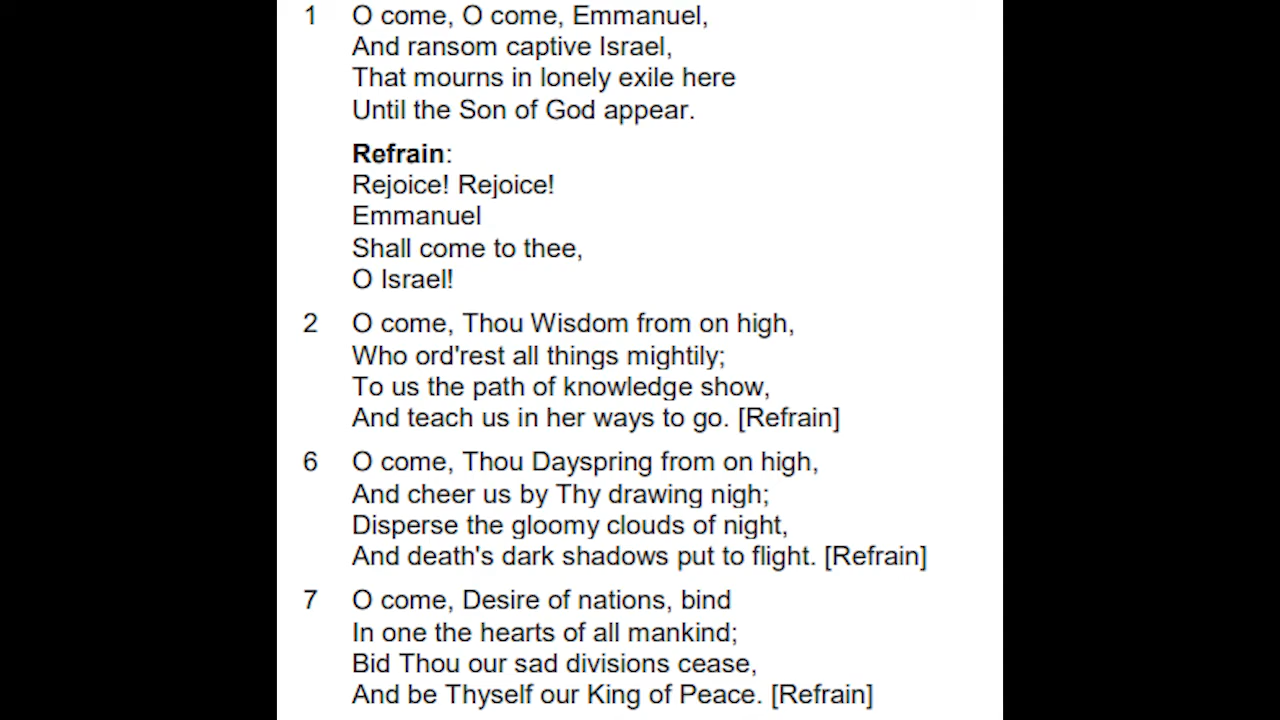 1 O come, O come, Emmanuel,
And ransom captive Israel,
That mourns in lonely exile here
Until the Son of God appear.
Refrain:
Rejoice! Rejoice!
Emmanuel
Shall come to thee,
O Israel!
2 O come, Thou Wisdom from on high,
Who ord'rest all things mightily;
To us the path of knowledge show,
And teach us in her ways to go. [Refrain]
6 O come, Thou Dayspring from on high,
And cheer us by Thy drawing nigh;
Disperse the gloomy clouds of night,
And death's dark shadows put to flight. [Refrain]
7 O come, Desire of nations, bind
In one the hearts of all mankind;
Bid Thou our sad divisions cease,
And be Thyself our King of Peace. [Refrain]